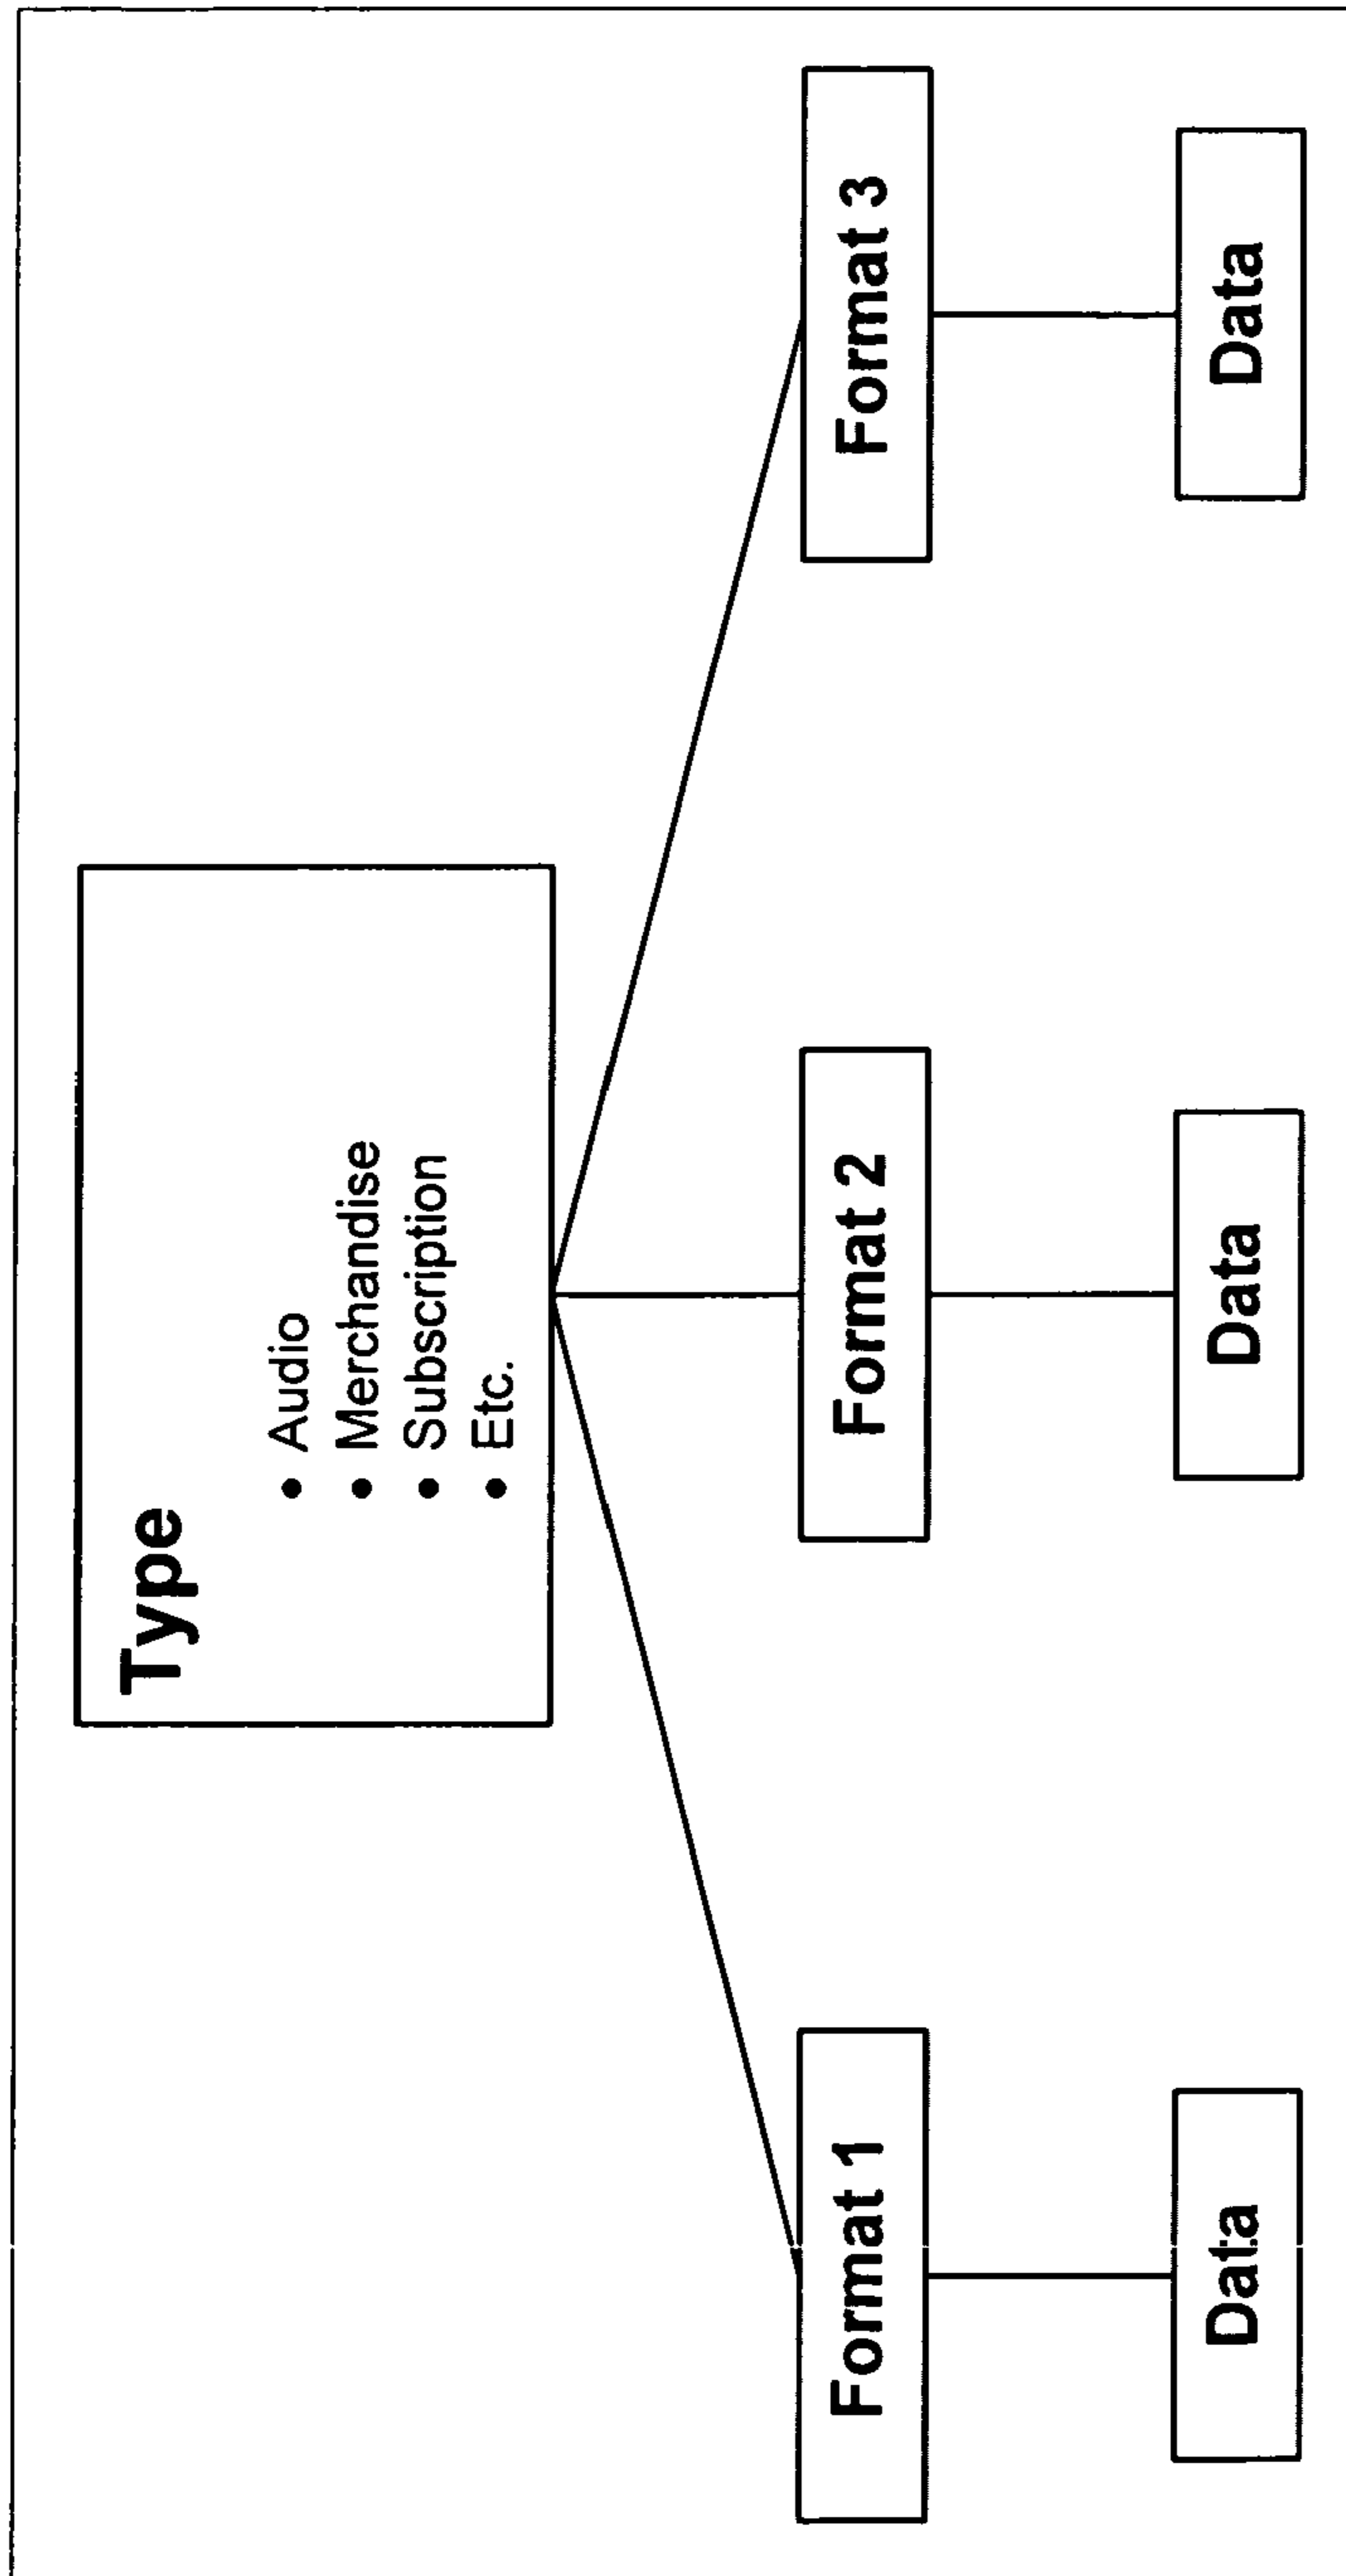 Type
• Audio
• Merchandise
• Subscription
• Etc.
Format 1
Format 2
Format 3
Data
Data
Data